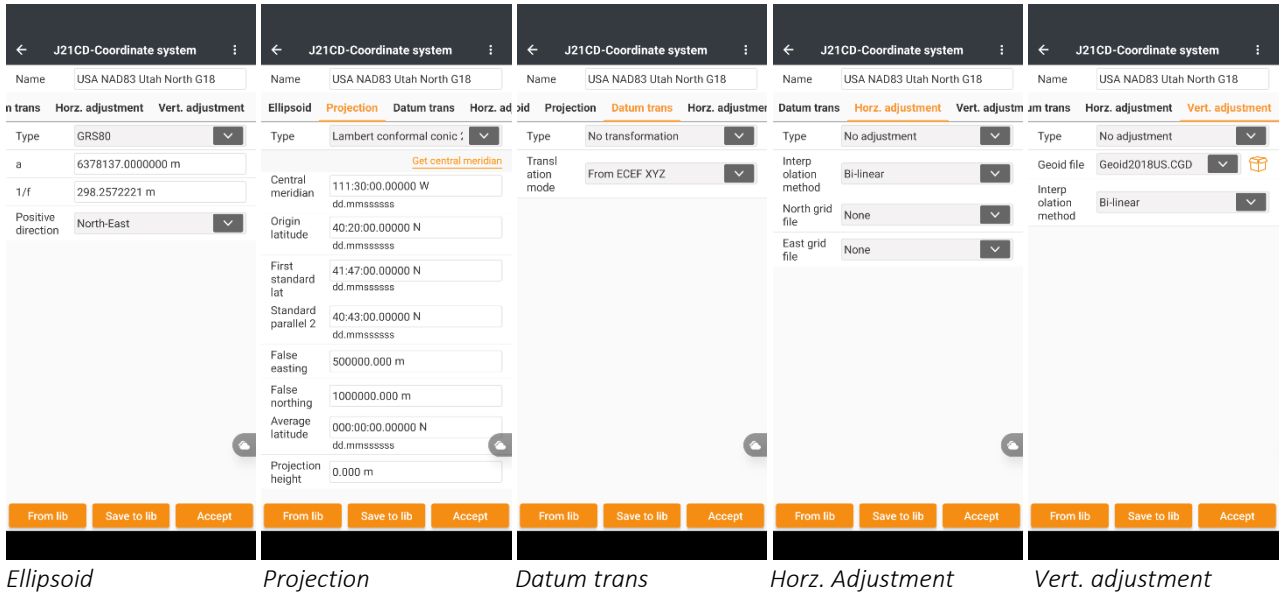 J21CD-Coordinate system
Name USA NAD83 Utah North G18
n trans Horz. adjustment Vert. adjustment
Type GRS80
a 6378137.0000000 m
1/f 298.2572221 m
Positive
direction North-East
From lib Save to lib Accept
Ellipsoid
J21CD-Coordinate system
Name USA NAD83 Utah North G18
Ellipsoid Projection Datum trans Horz. ad
Type Lambert conformal conic 2
Get central meridian
Central
meridian 111:30:00.00000 W
dd.mmssssss
Origin
latitude 40:20:00.00000 N
dd.mmssssss
First
standard
lat 41:47:00.00000 N
dd.mmssssss
Standard
parallel 2 40:43:00.00000 N
dd.mmssssss
False
easting 500000.000 m
False
northing 1000000.000 m
Average
latitude 000:00:00.00000 N
dd.mmssssss
Projection
height 0.000 m
From lib Save to lib Accept
Projection
J21CD-Coordinate system
Name USA NAD83 Utah North G18
oid Projection Datum trans Horz. adjustmen
Type No transformation
Transl
ation
mode From ECEF XYZ
From lib Save to lib Accept
Datum trans
J21CD-Coordinate system
Name USA NAD83 Utah North G18
Datum trans Horz. adjustment Vert. adjustm
Type No adjustment
Interp
olation
method Bi-linear
North grid
file None
East grid
file None
From lib Save to lib Accept
Horz. Adjustment
J21CD-Coordinate system
Name USA NAD83 Utah North G18
um trans Horz. adjustment Vert. adjustment
Type No adjustment
Geoid file Geoid2018US.CGD
Interp
olation
method Bi-linear
From lib Save to lib Accept
Vert. adjustment